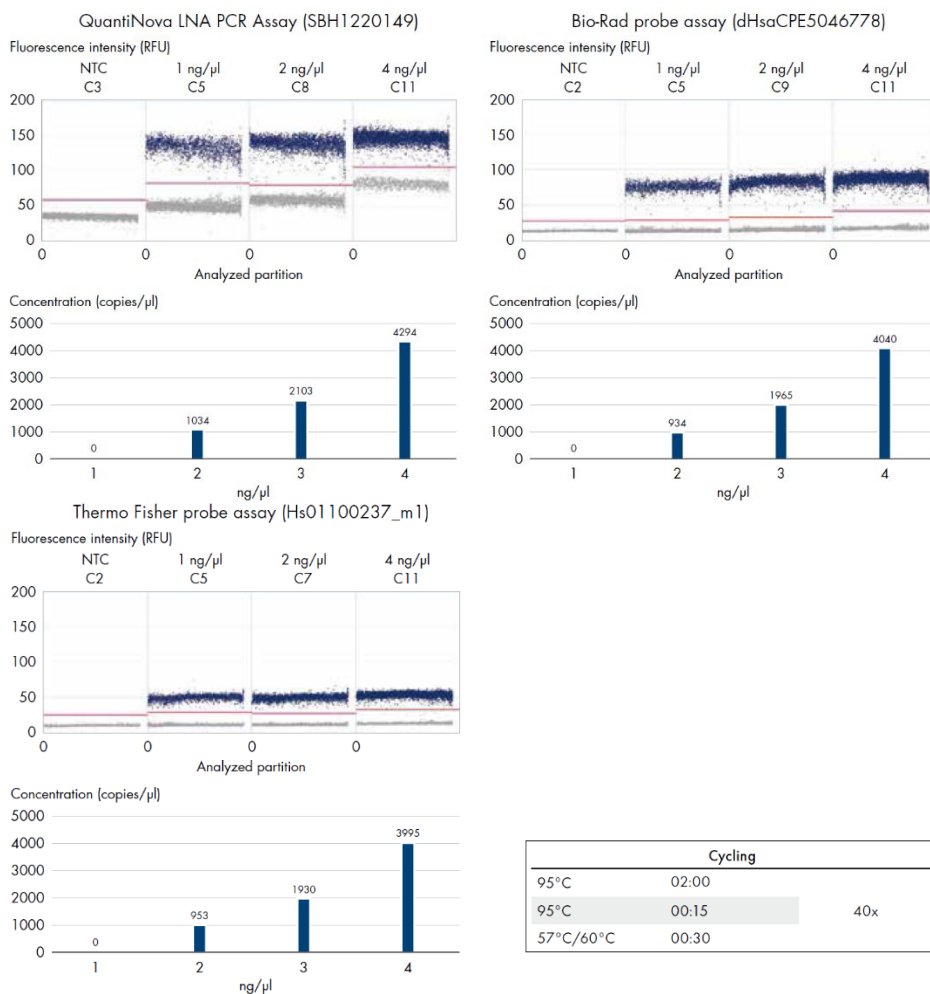 QuantiNova LNA PCR Assay (SBH1220149)
Fluorescence intensity (RFU)
NTC 1 ng/µl 2 ng/µl 4 ng/µl
C3 C5 C8 C11
200
150
100
50
0
0 0 0 0
Analyzed partition
Concentration (copies/µl)
5000
4000
3000
2000
1000
0
0 1034 2103 4294
1 2 3 4
ng/µl
Bio-Rad probe assay (dHsaCPE5046778)
Fluorescence intensity (RFU)
NTC 1 ng/µl 2 ng/µl 4 ng/µl
C2 C5 C9 C11
200
150
100
50
0
0 0 0 0
Analyzed partition
Concentration (copies/µl)
5000
4000
3000
2000
1000
0
0 934 1965 4040
1 2 3 4
ng/µl
Thermo Fisher probe assay (Hs01100237_m1)
Fluorescence intensity (RFU)
NTC 1 ng/µl 2 ng/µl 4 ng/µl
C2 C5 C7 C11
200
150
100
50
0
0 0 0 0
Analyzed partition
Concentration (copies/µl)
5000
4000
3000
2000
1000
0
0 953 1930 3995
1 2 3 4
ng/µl
Cycling
95°C 02:00
95°C 00:15 40x
57°C/60°C 00:30